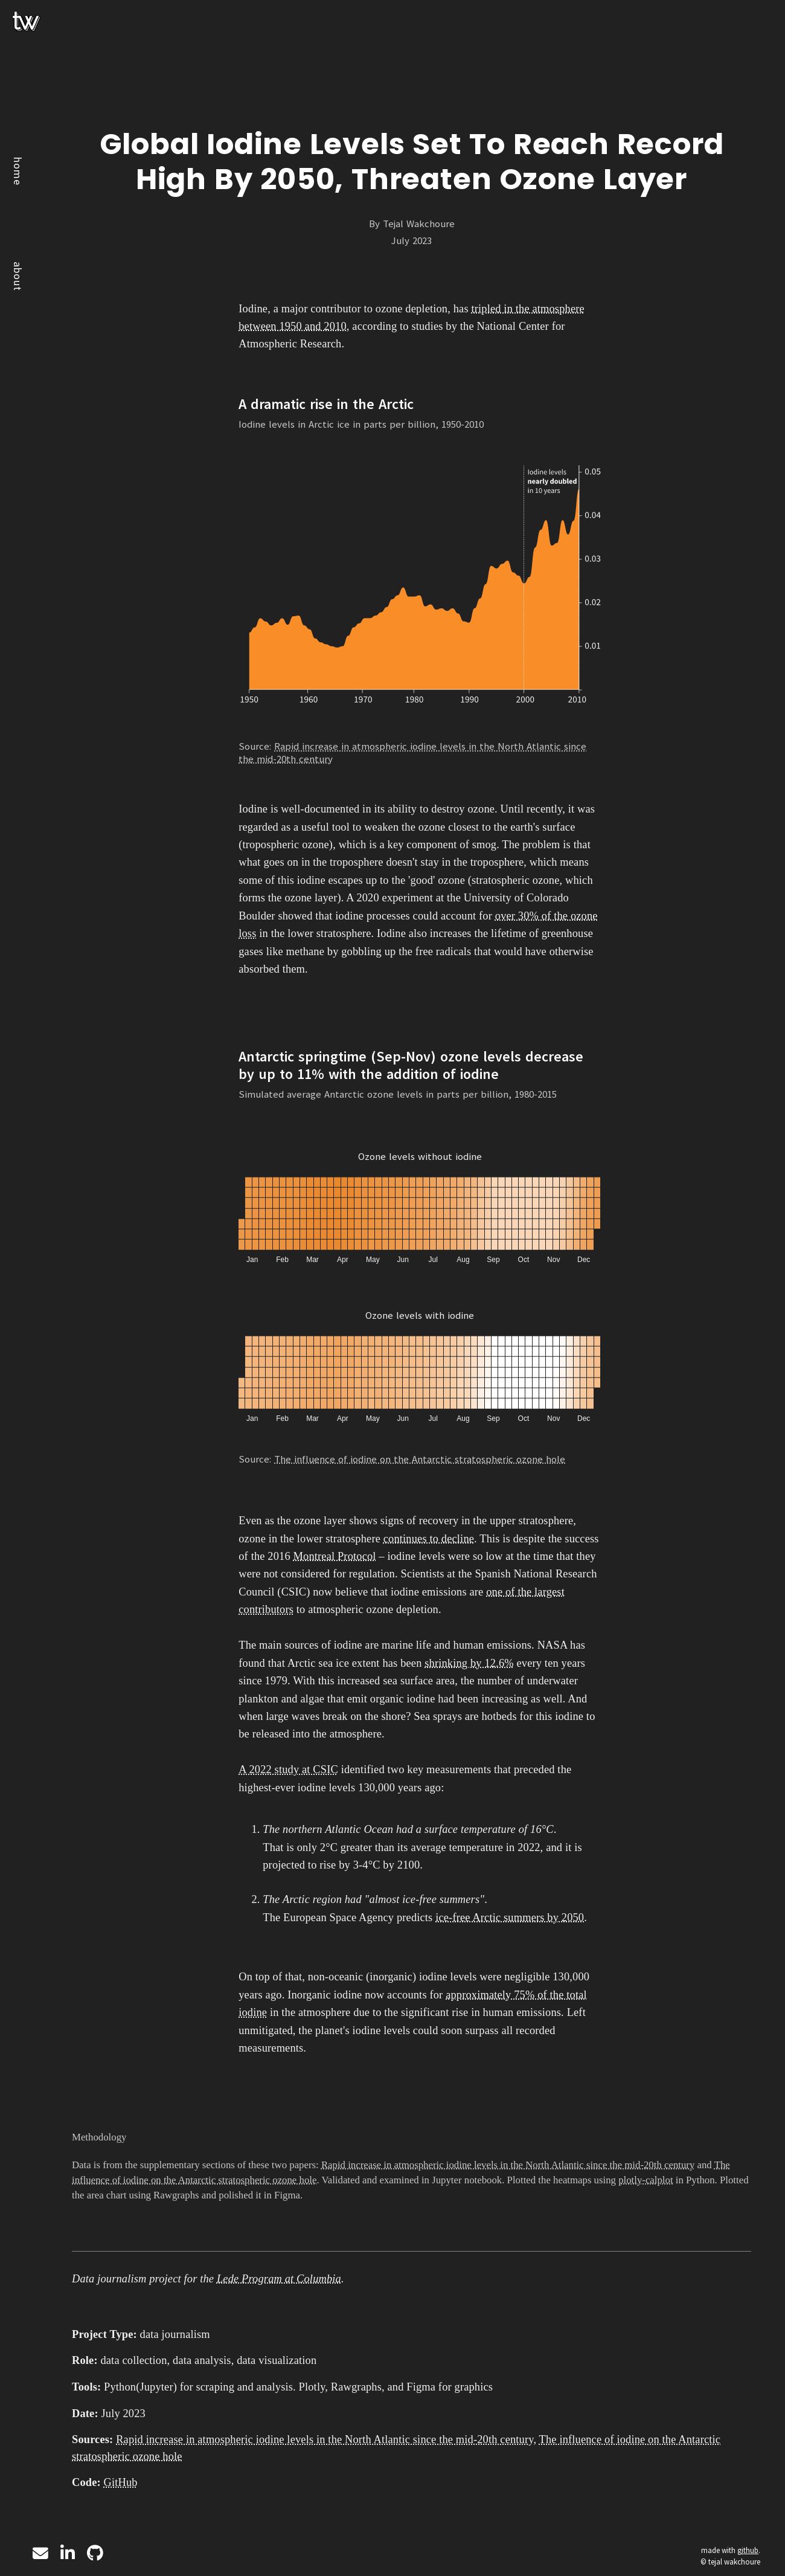 tw
home
about
Global Iodine Levels Set To Reach Record
High By 2050, Threaten Ozone Layer
By Tejal Wakchoure
July 2023
Iodine, a major contributor to ozone depletion, has tripled in the atmosphere
between 1950 and 2010, according to studies by the National Center for
Atmospheric Research.
A dramatic rise in the Arctic
Iodine levels in Arctic ice in parts per billion, 1950-2010
Iodine levels
nearly doubled
in 10 years
0.05
0.04
0.03
0.02
0.01
1950 1960 1970 1980 1990 2000 2010
Source: Rapid increase in atmospheric iodine levels in the North Atlantic since
the mid-20th century
Iodine is well-documented in its ability to destroy ozone. Until recently, it was
regarded as a useful tool to weaken the ozone closest to the earth's surface
(tropospheric ozone), which is a key component of smog. The problem is that
what goes on in the troposphere doesn't stay in the troposphere, which means
some of this iodine escapes up to the 'good' ozone (stratospheric ozone, which
forms the ozone layer). A 2020 experiment at the University of Colorado
Boulder showed that iodine processes could account for over 30% of the ozone
loss in the lower stratosphere. Iodine also increases the lifetime of greenhouse
gases like methane by gobbling up the free radicals that would have otherwise
absorbed them.
Antarctic springtime (Sep-Nov) ozone levels decrease
by up to 11% with the addition of iodine
Simulated average Antarctic ozone levels in parts per billion, 1980-2015
Ozone levels without iodine
Jan Feb Mar Apr May Jun Jul Aug Sep Oct Nov Dec
Ozone levels with iodine
Jan Feb Mar Apr May Jun Jul Aug Sep Oct Nov Dec
Source: The influence of iodine on the Antarctic stratospheric ozone hole
Even as the ozone layer shows signs of recovery in the upper stratosphere,
ozone in the lower stratosphere continues to decline. This is despite the success
of the 2016 Montreal Protocol – iodine levels were so low at the time that they
were not considered for regulation. Scientists at the Spanish National Research
Council (CSIC) now believe that iodine emissions are one of the largest
contributors to atmospheric ozone depletion.
The main sources of iodine are marine life and human emissions. NASA has
found that Arctic sea ice extent has been shrinking by 12.6% every ten years
since 1979. With this increased sea surface area, the number of underwater
plankton and algae that emit organic iodine had been increasing as well. And
when large waves break on the shore? Sea sprays are hotbeds for this iodine to
be released into the atmosphere.
A 2022 study at CSIC identified two key measurements that preceded the
highest-ever iodine levels 130,000 years ago:
1. The northern Atlantic Ocean had a surface temperature of 16°C.
That is only 2°C greater than its average temperature in 2022, and it is
projected to rise by 3-4°C by 2100.
2. The Arctic region had "almost ice-free summers".
The European Space Agency predicts ice-free Arctic summers by 2050.
On top of that, non-oceanic (inorganic) iodine levels were negligible 130,000
years ago. Inorganic iodine now accounts for approximately 75% of the total
iodine in the atmosphere due to the significant rise in human emissions. Left
unmitigated, the planet's iodine levels could soon surpass all recorded
measurements.
Methodology
Data is from the supplementary sections of these two papers: Rapid increase in atmospheric iodine levels in the North Atlantic since the mid-20th century and The
influence of iodine on the Antarctic stratospheric ozone hole. Validated and examined in Jupyter notebook. Plotted the heatmaps using plotly-calplot in Python. Plotted
the area chart using Rawgraphs and polished it in Figma.
Data journalism project for the Lede Program at Columbia.
Project Type: data journalism
Role: data collection, data analysis, data visualization
Tools: Python(Jupyter) for scraping and analysis. Plotly, Rawgraphs, and Figma for graphics
Date: July 2023
Sources: Rapid increase in atmospheric iodine levels in the North Atlantic since the mid-20th century, The influence of iodine on the Antarctic
stratospheric ozone hole
Code: GitHub
made with github.
© tejal wakchoure